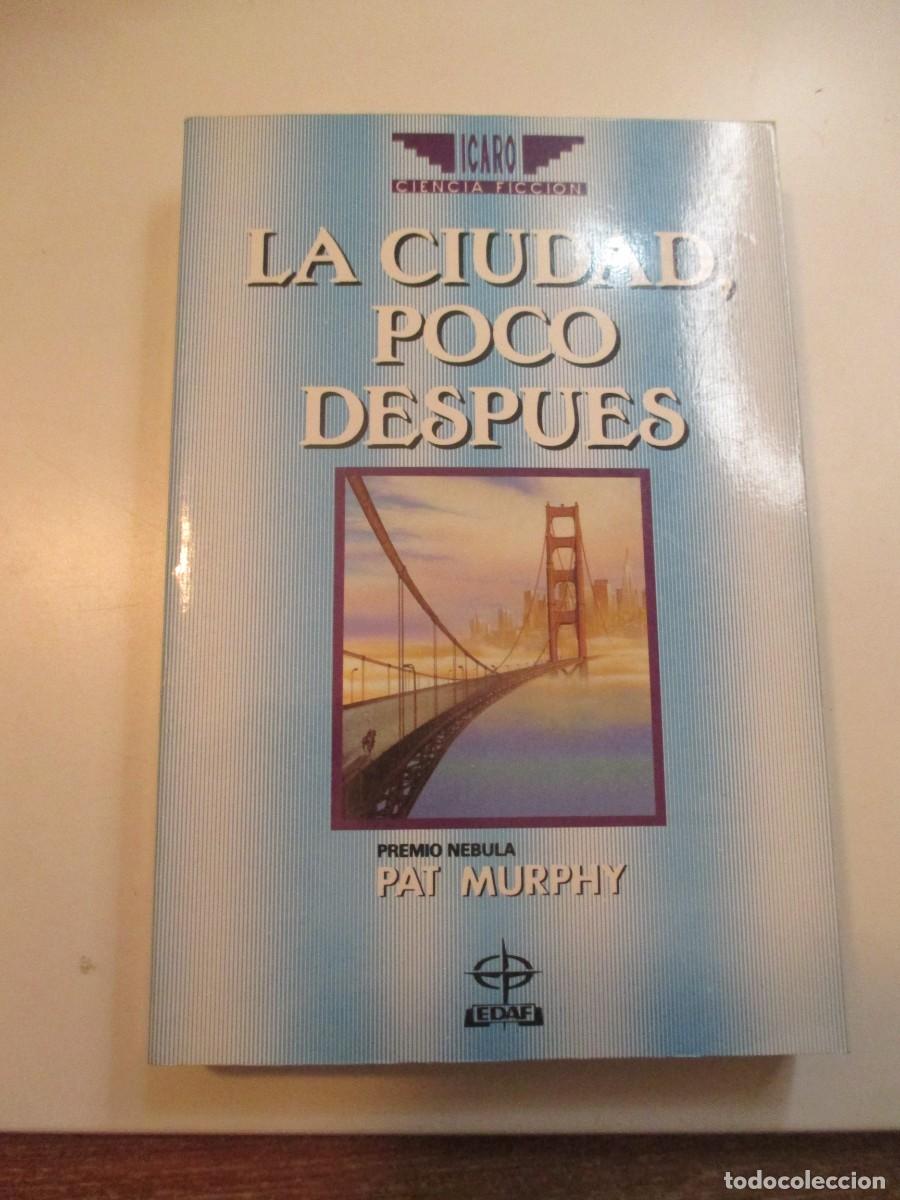 ICARO
CIENCIA FICCION
LA CIUDAD,
POCO
DESPUES
PREMIO NEBULA
PAT MURPHY
EDAF
todocoleccion